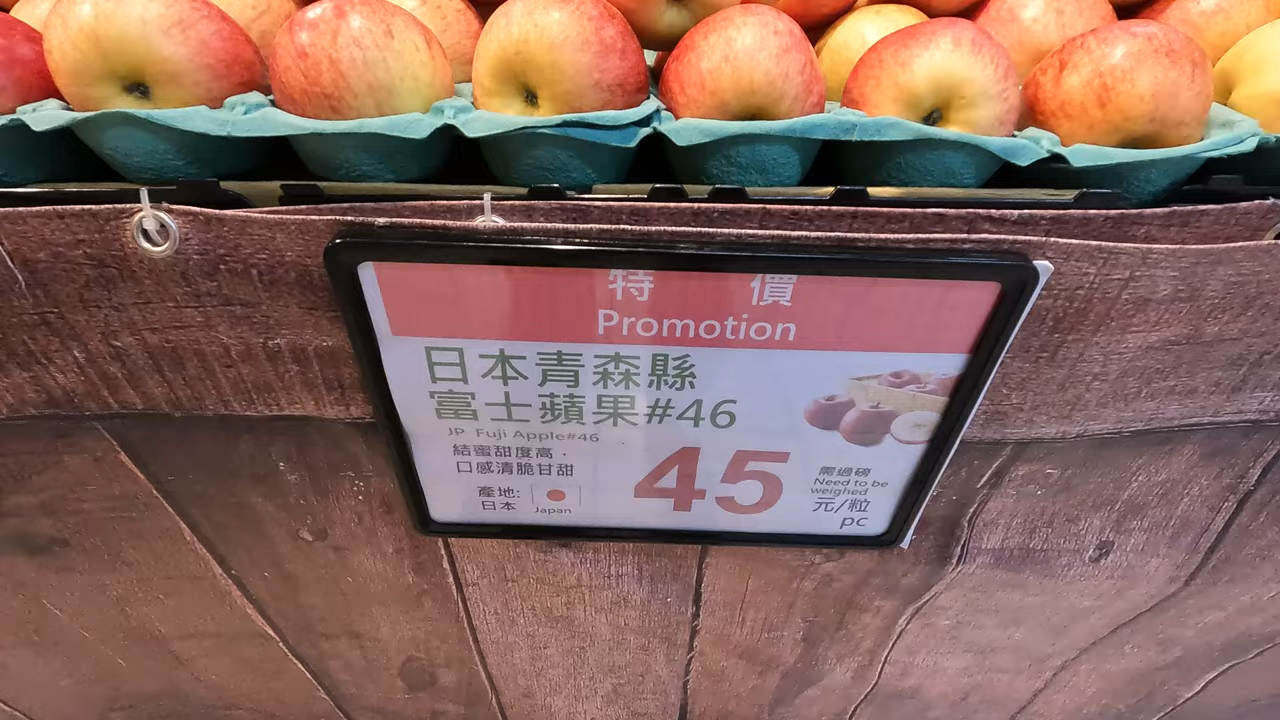 特 價
Promotion
日本青森縣
富士蘋果#46
JP Fuji Apple#46
結蜜甜度高,
口感清脆甘甜
45
產地:
日本 Japan
需過磅
Need to be
weighed
元/粒
pc